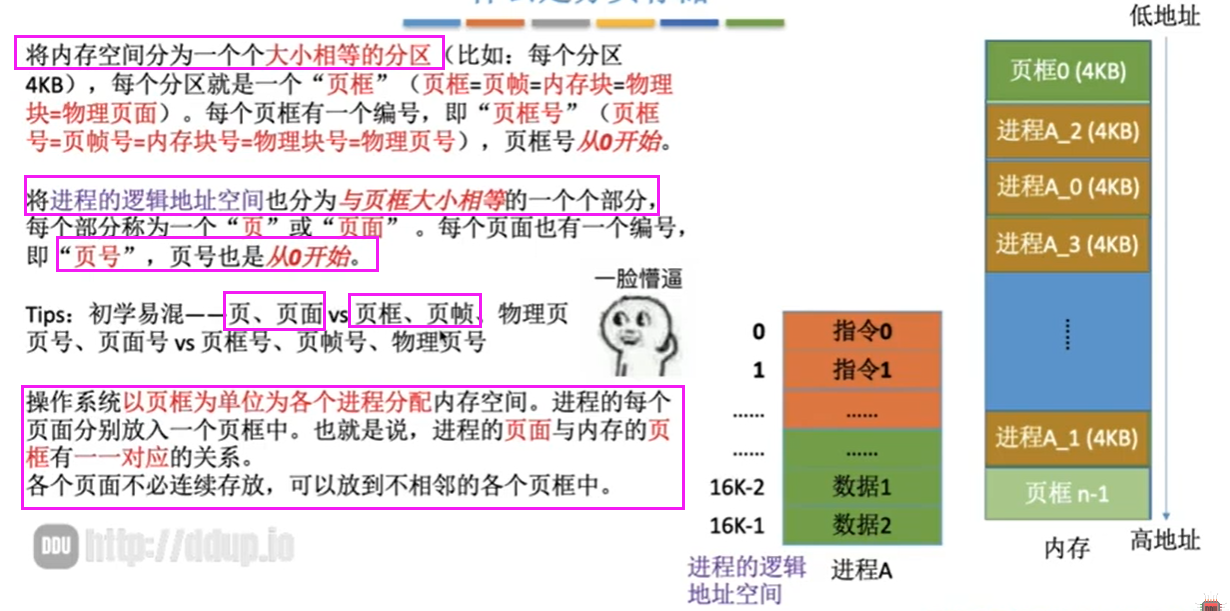 将内存空间分为一个个大小相等的分区（比如：每个分区
4KB），每个分区就是一个“页框”（页框=页帧=内存块=物理
块=物理页面）。每个页框有一个编号，即“页框号”（页框
号=页帧号=内存块号=物理块号=物理页号），页框号从0开始。
将进程的逻辑地址空间也分为与页框大小相等的一个个部分，
每个部分称为一个“页”或“页面” 。每个页面也有一个编号，
即“页号”，页号也是从0开始。
Tips：初学易混——页、页面 vs 页框、页帧、物理页
页号、页面号 vs 页框号、页帧号、物理页号
操作系统以页框为单位为各个进程分配内存空间。进程的每个
页面分别放入一个页框中。也就是说，进程的页面与内存的页
框有一一对应的关系。
各个页面不必连续存放，可以放到不相邻的各个页框中。
DDU http://ddup.io
一脸懵逼
0 指令0
1 指令1
...... ......
...... ......
16K-2 数据1
16K-1 数据2
进程的逻辑
地址空间
进程A
低地址
页框0 (4KB)
进程A_2 (4KB)
进程A_0 (4KB)
进程A_3 (4KB)
......
进程A_1 (4KB)
页框 n-1
内存
高地址